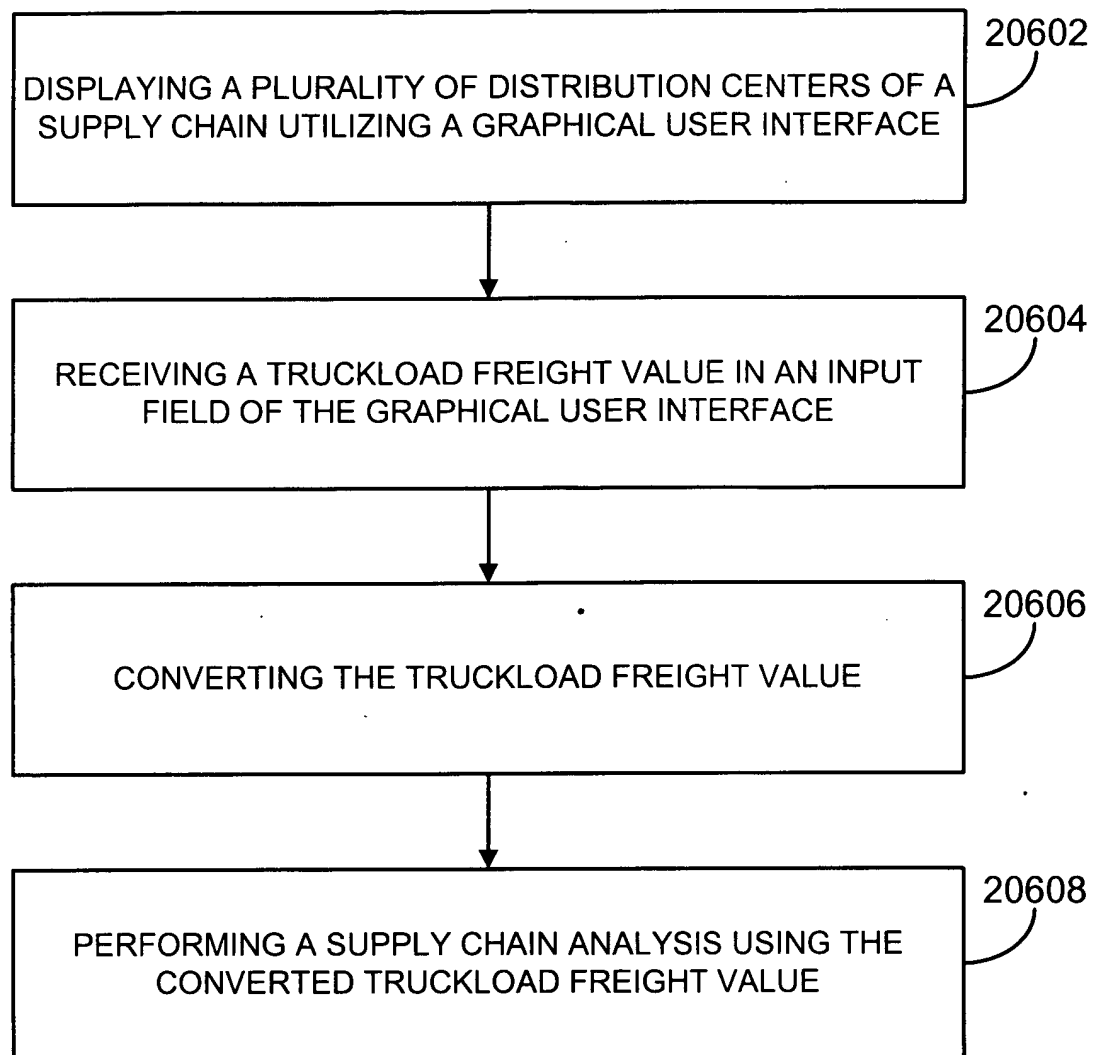 20602
DISPLAYING A PLURALITY OF DISTRIBUTION CENTERS OF A
SUPPLY CHAIN UTILIZING A GRAPHICAL USER INTERFACE
20604
RECEIVING A TRUCKLOAD FREIGHT VALUE IN AN INPUT
FIELD OF THE GRAPHICAL USER INTERFACE
20606
CONVERTING THE TRUCKLOAD FREIGHT VALUE
20608
PERFORMING A SUPPLY CHAIN ANALYSIS USING THE
CONVERTED TRUCKLOAD FREIGHT VALUE